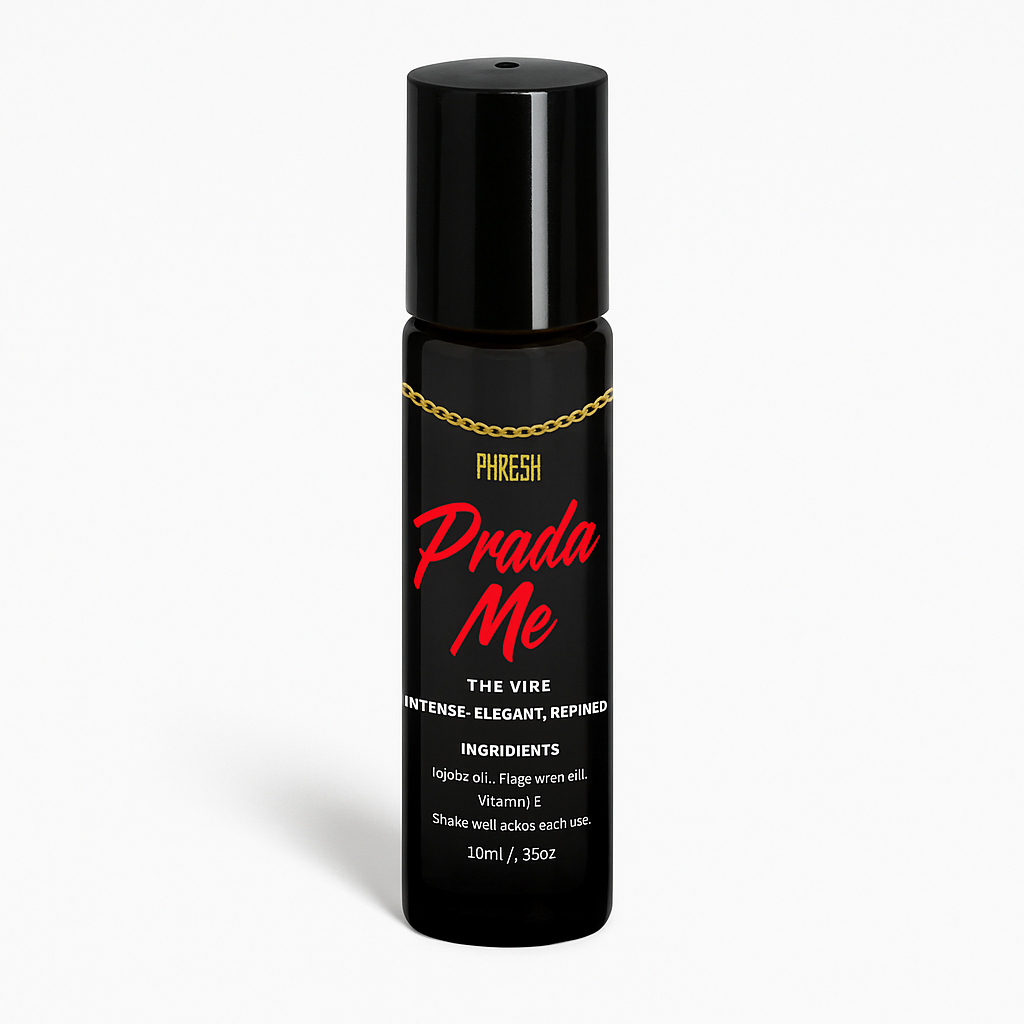 PHRESH
Prada
Me
THE VIRE
INTENSE- ELEGANT, REPINED
INGRIDIENTS
Iojobz oli.. Flage wren eill.
Vitamn) E
Shake well ackos each use.
10ml /, 35oz